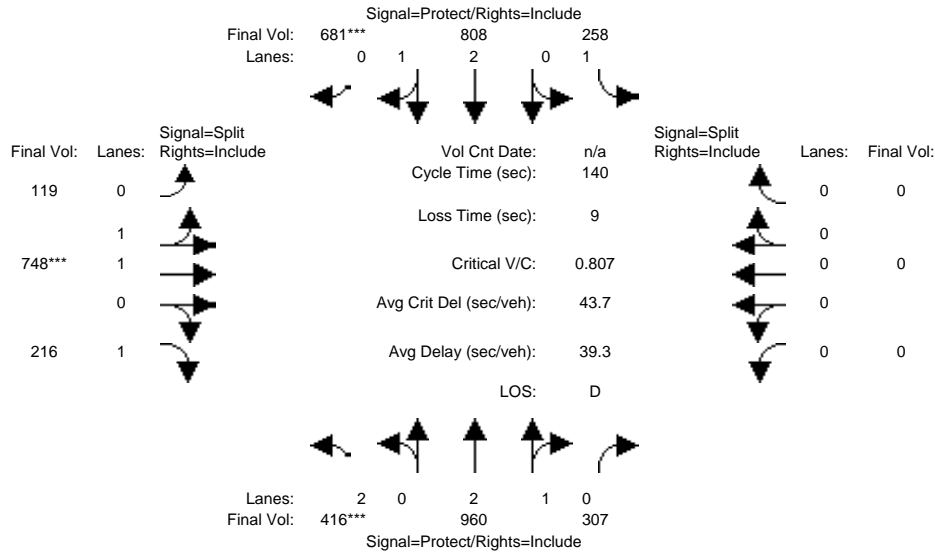 Signal=Protect/Rights=Include
Final Vol: 681*** 808 258
Lanes: 0 1 2 0 1
Signal=Split Signal=Split
Final Vol: Lanes: Rights=Include Vol Cnt Date: n/a Rights=Include Lanes: Final Vol:
Cycle Time (sec): 140
119 0 0 0
Loss Time (sec): 9
1 0
748*** 1 Critical V/C: 0.807 0 0
0 Avg Crit Del (sec/veh): 43.7 0
216 1 Avg Delay (sec/veh): 39.3 0 0
LOS: D
Lanes: 2 0 2 1 0
Final Vol: 416*** 960 307
Signal=Protect/Rights=Include